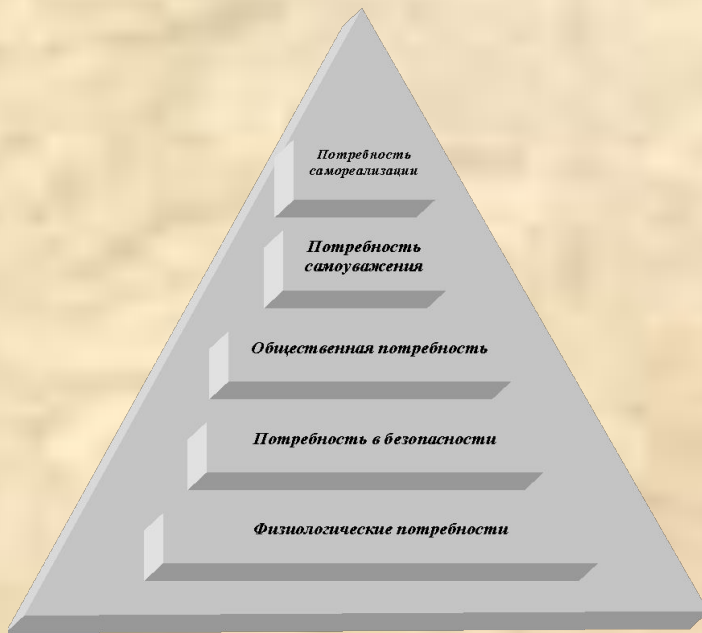 Потребность
самореализации
Потребность
самоуважения
Общественная потребность
Потребность в безопасности
Физиологические потребности